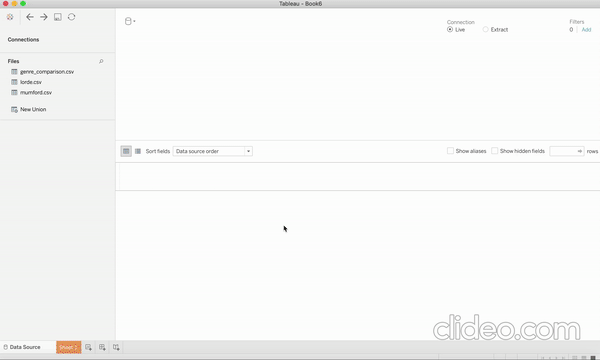 Tableau - Book6
Connections
Connection
Live
Extract
Filters
0
Add
Files
genre_comparison.csv
lorde.csv
mumford.csv
New Union
Sort fields
Data source order
Show aliases
Show hidden fields
rows
Data Source
Sheet 1
clideo.com